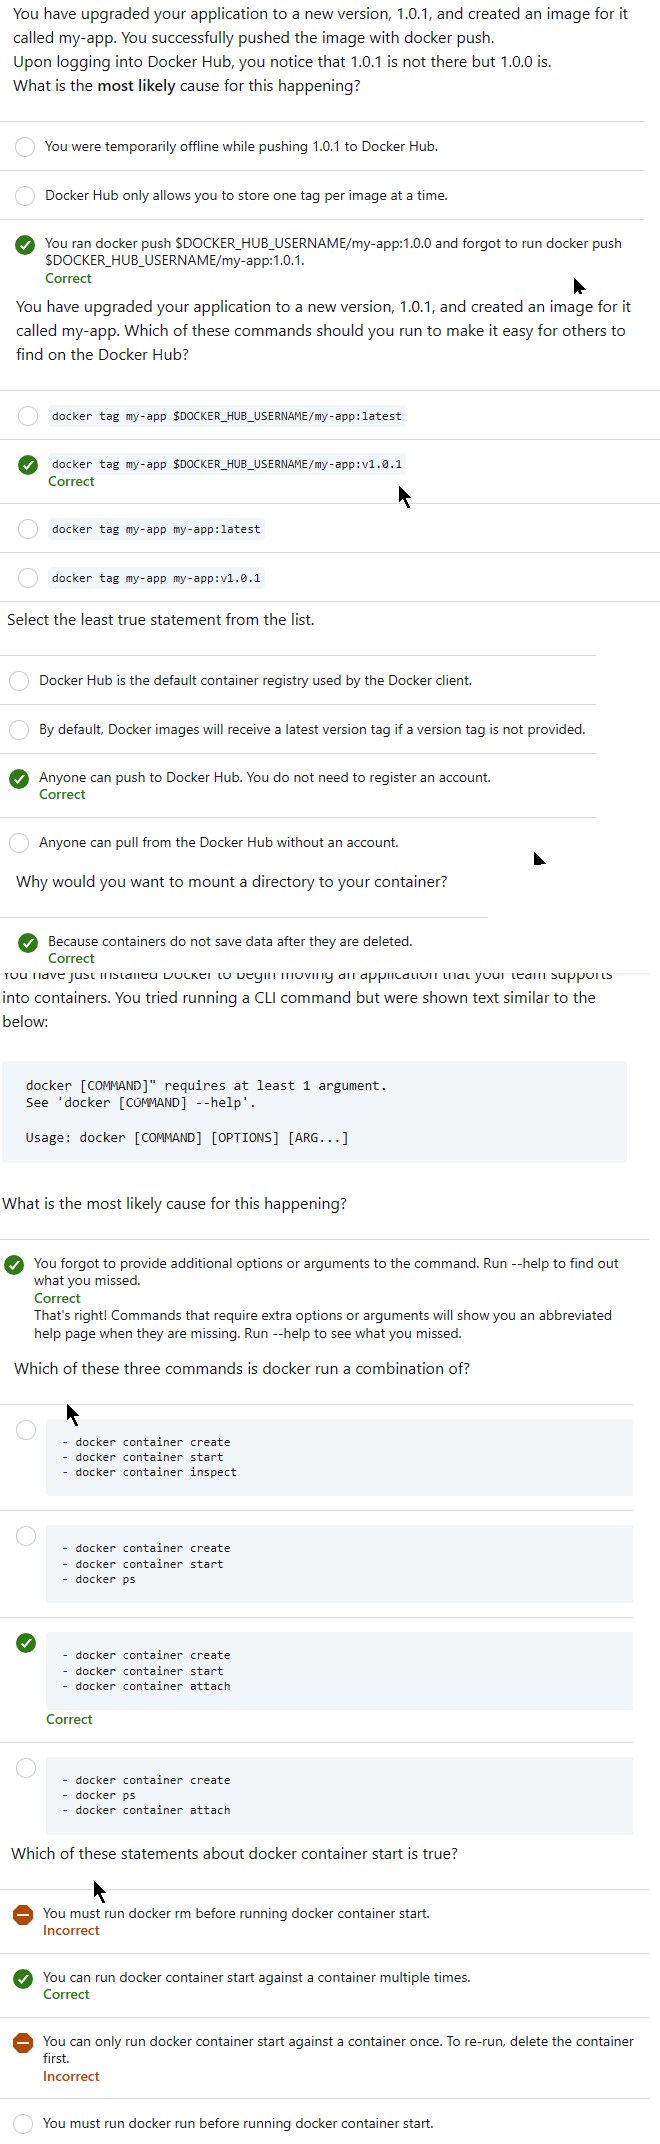 You have upgraded your application to a new version, 1.0.1, and created an image for it
called my-app. You successfully pushed the image with docker push.
Upon logging into Docker Hub, you notice that 1.0.1 is not there but 1.0.0 is.
What is the most likely cause for this happening?
You were temporarily offline while pushing 1.0.1 to Docker Hub.
Docker Hub only allows you to store one tag per image at a time.
You ran docker push $DOCKER_HUB_USERNAME/my-app:1.0.0 and forgot to run docker push
$DOCKER_HUB_USERNAME/my-app:1.0.1.
Correct
You have upgraded your application to a new version, 1.0.1, and created an image for it
called my-app. Which of these commands should you run to make it easy for others to
find on the Docker Hub?
docker tag my-app $DOCKER_HUB_USERNAME/my-app:latest
docker tag my-app $DOCKER_HUB_USERNAME/my-app:v1.0.1
Correct
docker tag my-app my-app:latest
docker tag my-app my-app:v1.0.1
Select the least true statement from the list.
Docker Hub is the default container registry used by the Docker client.
By default, Docker images will receive a latest version tag if a version tag is not provided.
Anyone can push to Docker Hub. You do not need to register an account.
Correct
Anyone can pull from the Docker Hub without an account.
Why would you want to mount a directory to your container?
Because containers do not save data after they are deleted.
Correct
You have just installed Docker to begin moving an application that your team supports
into containers. You tried running a CLI command but were shown text similar to the
below:
docker [COMMAND]" requires at least 1 argument.
See 'docker [COMMAND] --help'.
Usage: docker [COMMAND] [OPTIONS] [ARG...]
What is the most likely cause for this happening?
You forgot to provide additional options or arguments to the command. Run --help to find out
what you missed.
Correct
That's right! Commands that require extra options or arguments will show you an abbreviated
help page when they are missing. Run --help to see what you missed.
Which of these three commands is docker run a combination of?
- docker container create
- docker container start
- docker container inspect
- docker container create
- docker container start
- docker ps
- docker container create
- docker container start
- docker container attach
Correct
- docker container create
- docker ps
- docker container attach
Which of these statements about docker container start is true?
You must run docker rm before running docker container start.
Incorrect
You can run docker container start against a container multiple times.
Correct
You can only run docker container start against a container once. To re-run, delete the container
first.
Incorrect
You must run docker run before running docker container start.